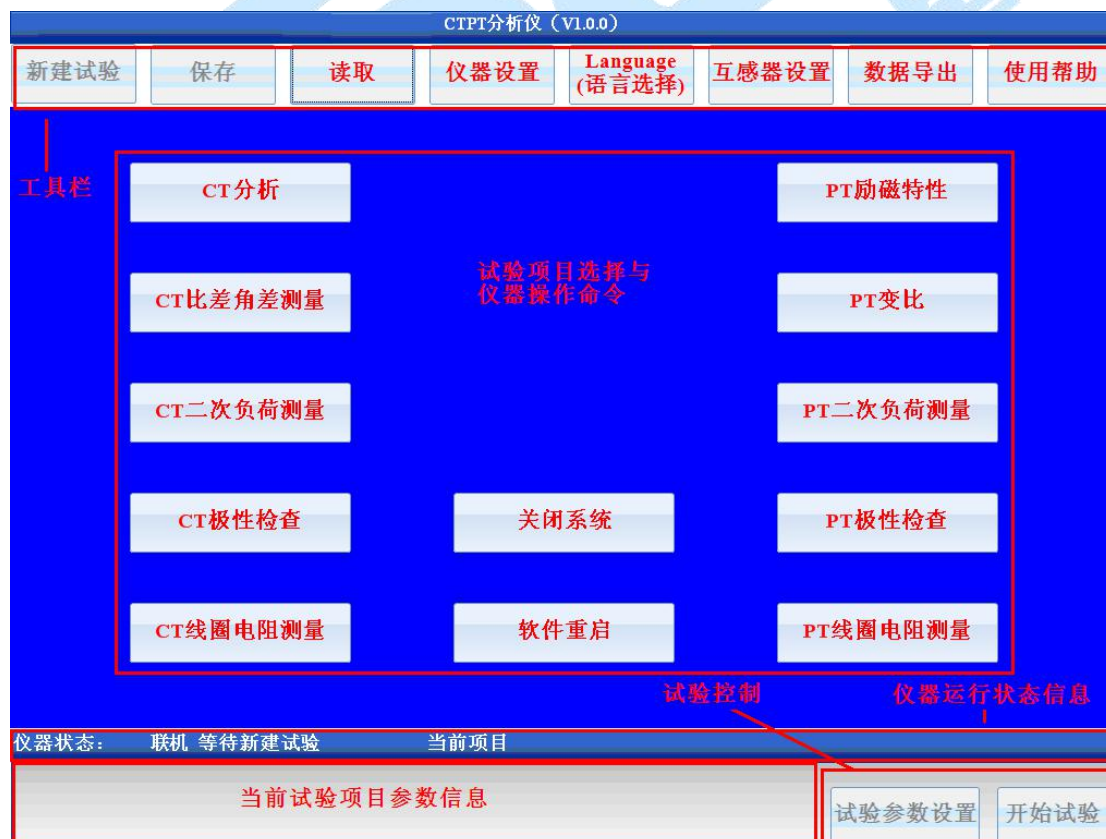 CTPT分析仪（V1.0.0）
新建试验 保存 读取 仪器设置 Language (语言选择) 互感器设置 数据导出 使用帮助
工具栏
CT分析 PT励磁特性
试验项目选择与
仪器操作命令
CT比差角差测量 PT变比
CT二次负荷测量 PT二次负荷测量
CT极性检查 关闭系统 PT极性检查
CT线圈电阻测量 软件重启 PT线圈电阻测量
试验控制 仪器运行状态信息
仪器状态： 联机 等待新建试验 当前项目
当前试验项目参数信息
试验参数设置 开始试验